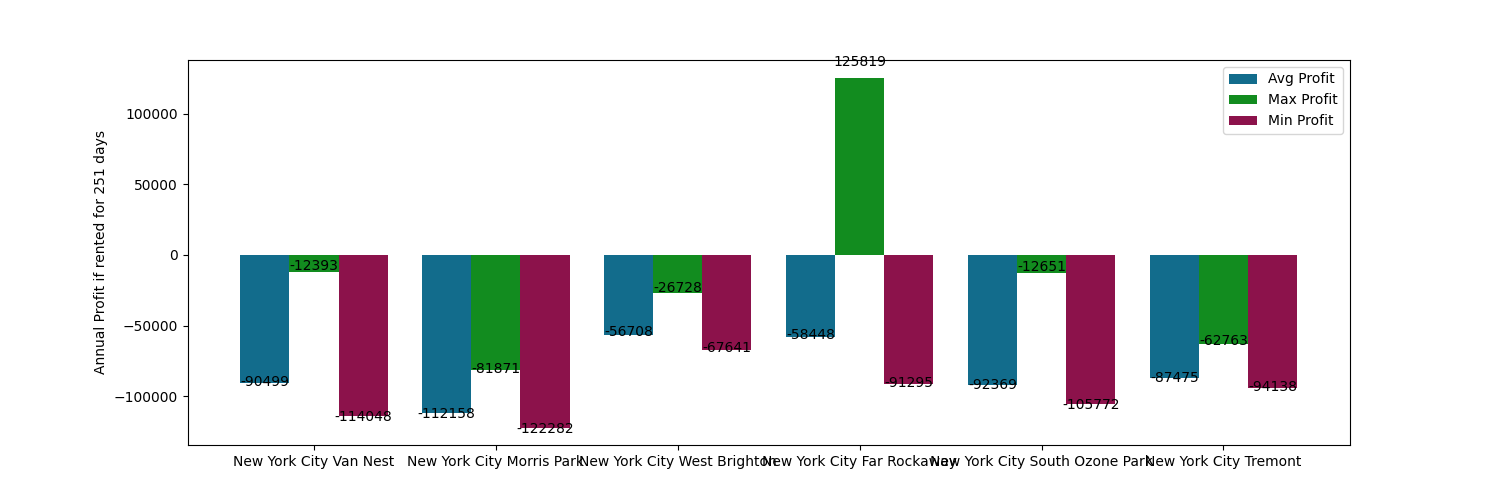 125819
Avg Profit
Max Profit
Min Profit
Annual Profit if rented for 251 days
100000
50000
0
−50000
−100000
-90499
-12393
-114048
-112158
-81871
-122282
-56708
-26728
-67641
-58448
-91295
-92369
-12651
-105772
-87475
-62763
-94138
New York City Van Nest
New York City Morris Park
New York City West Brighton
New York City Far Rockaway
New York City South Ozone Park
New York City Tremont